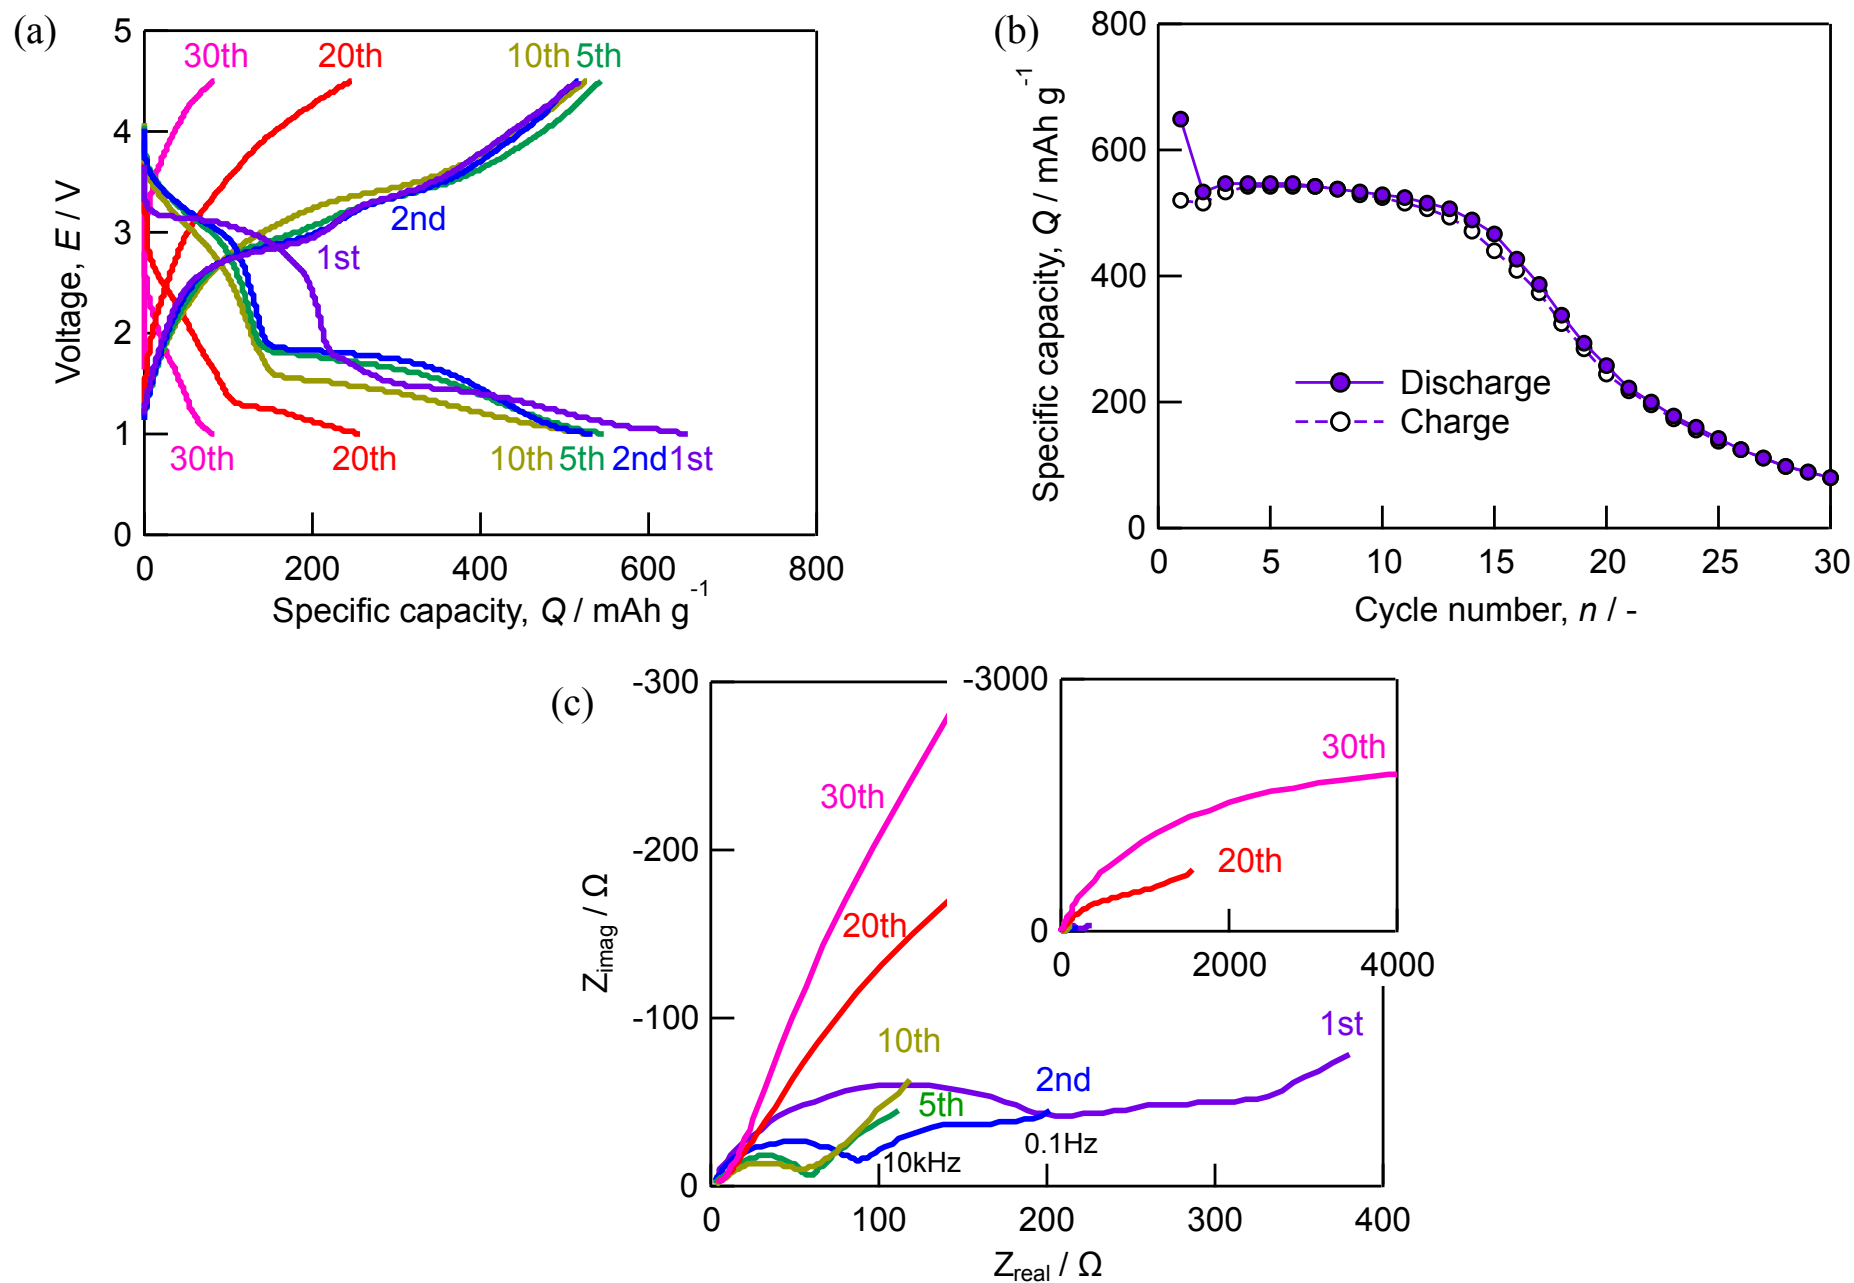 (a)
5
4
3
2
1
0
Voltage, E / V
30th
20th
10th 5th
2nd
1st
30th
20th
10th 5th 2nd 1st
0
200
400
600
800
Specific capacity, Q / mAh g-1
(b)
800
600
400
200
0
Specific capacity, Q / mAh g-1
Discharge
Charge
0
5
10
15
20
25
30
Cycle number, n / -
(c)
-300
-200
-100
0
Zimag / Ω
30th
20th
10th
5th
2nd
1st
10kHz
0.1Hz
0
100
200
300
400
Zreal / Ω
-3000
0
30th
20th
0
2000
4000